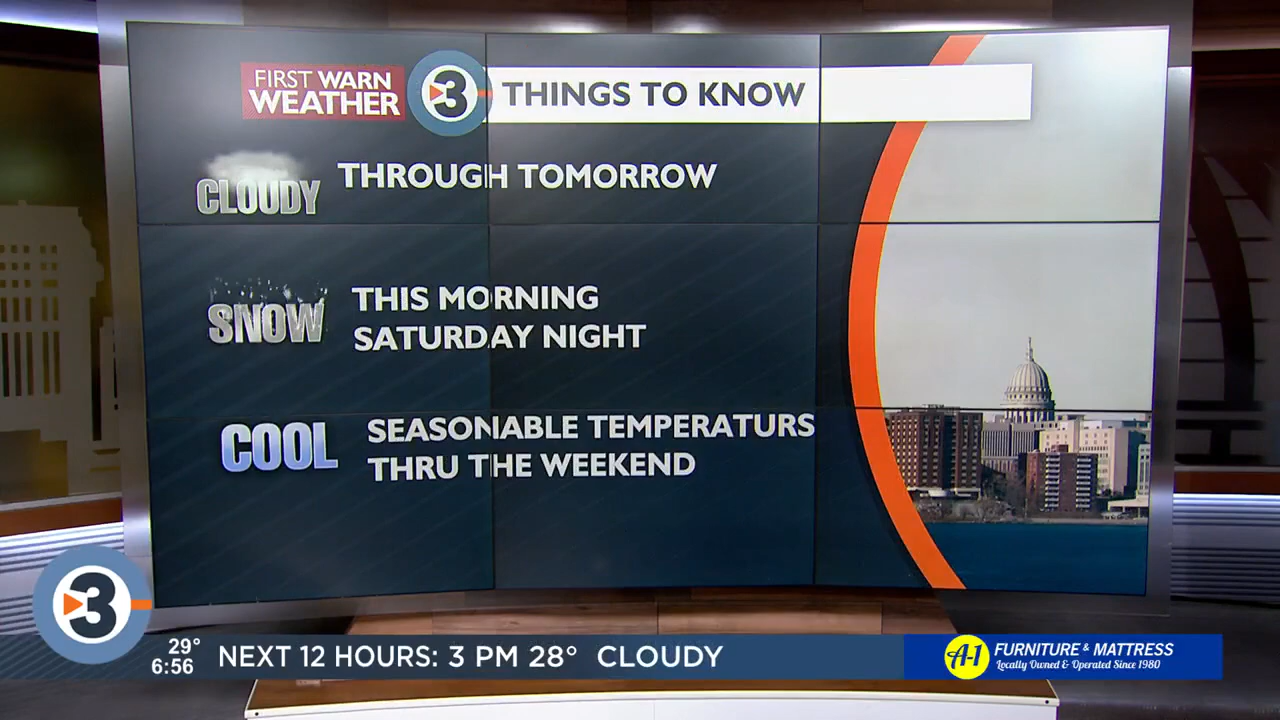 FIRST WARN
WEATHER
3 THINGS TO KNOW
CLOUDY
THROUGH TOMORROW
SNOW
THIS MORNING
SATURDAY NIGHT
COOL
SEASONABLE TEMPERATURS
THRU THE WEEKEND
3
29°
6:56
NEXT 12 HOURS: 3 PM 28° CLOUDY
A-1
FURNITURE & MATTRESS
Locally Owned & Operated Since 1980